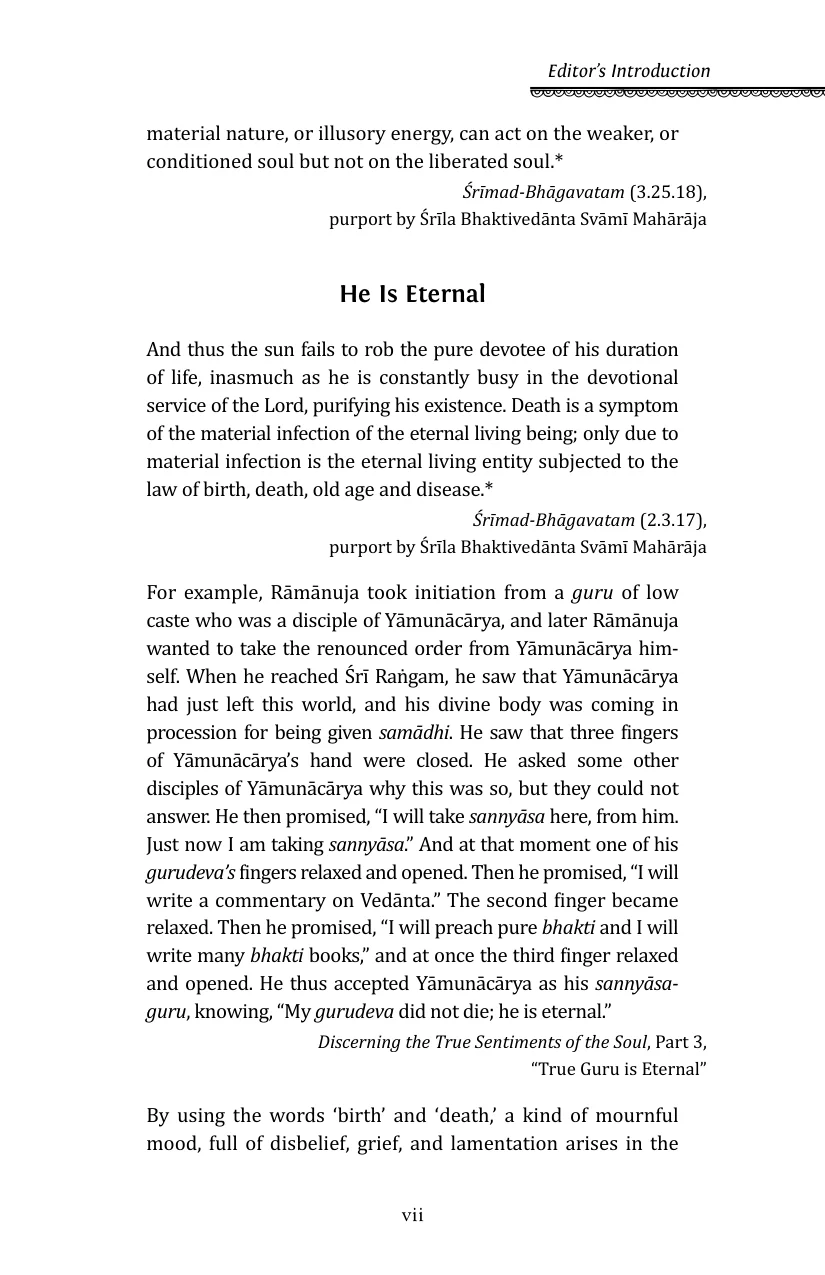 Editor’s Introduction
material nature, or illusory energy, can act on the weaker, or
conditioned soul but not on the liberated soul.*
Śrīmad-Bhāgavatam (3.25.18),
purport by Śrīla Bhaktivedānta Svāmī Mahārāja
He Is Eternal
And thus the sun fails to rob the pure devotee of his duration
of life, inasmuch as he is constantly busy in the devotional
service of the Lord, purifying his existence. Death is a symptom
of the material infection of the eternal living being; only due to
material infection is the eternal living entity subjected to the
law of birth, death, old age and disease.*
Śrīmad-Bhāgavatam (2.3.17),
purport by Śrīla Bhaktivedānta Svāmī Mahārāja
For example, Rāmānuja took initiation from a guru of low
caste who was a disciple of Yāmunācārya, and later Rāmānuja
wanted to take the renounced order from Yāmunācārya him-
self. When he reached Śrī Raṅgam, he saw that Yāmunācārya
had just left this world, and his divine body was coming in
procession for being given samādhi. He saw that three fingers
of Yāmunācārya’s hand were closed. He asked some other
disciples of Yāmunācārya why this was so, but they could not
answer. He then promised, “I will take sannyāsa here, from him.
Just now I am taking sannyāsa.” And at that moment one of his
gurudeva’s fingers relaxed and opened. Then he promised, “I will
write a commentary on Vedānta.” The second finger became
relaxed. Then he promised, “I will preach pure bhakti and I will
write many bhakti books,” and at once the third finger relaxed
and opened. He thus accepted Yāmunācārya as his sannyāsa-
guru, knowing, “My gurudeva did not die; he is eternal.”
Discerning the True Sentiments of the Soul, Part 3,
“True Guru is Eternal”
By using the words ‘birth’ and ‘death,’ a kind of mournful
mood, full of disbelief, grief, and lamentation arises in the
vii